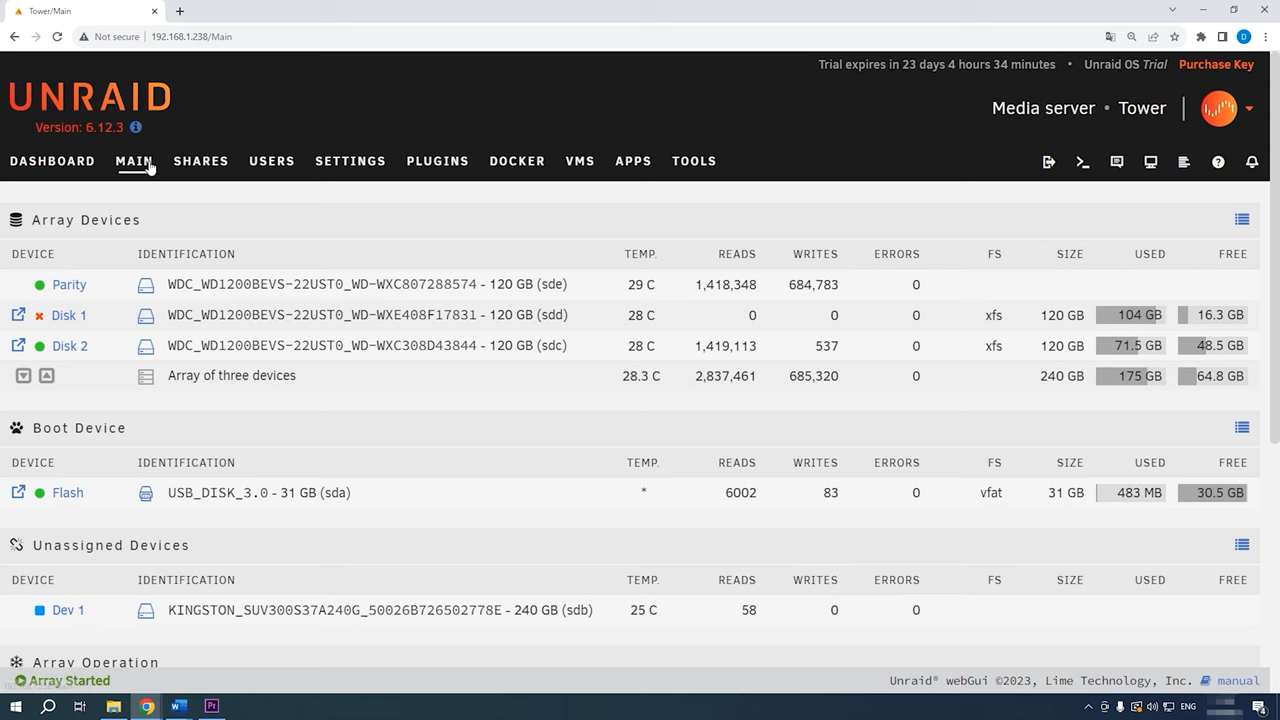 Tower/Main
Not secure 192.168.1.238/Main
Trial expires in 23 days 4 hours 34 minutes • Unraid OS Trial Purchase Key
UNRAID
Version: 6.12.3
Media server • Tower
DASHBOARD MAIN SHARES USERS SETTINGS PLUGINS DOCKER VMS APPS TOOLS
Array Devices
DEVICE IDENTIFICATION TEMP. READS WRITES ERRORS FS SIZE USED FREE
Parity WDC_WD1200BEVS-22UST0_WD-WXC807288574 - 120 GB (sde) 29 C 1,418,348 684,783 0
Disk 1 WDC_WD1200BEVS-22UST0_WD-WXE408F17831 - 120 GB (sdd) 28 C 0 0 0 xfs 120 GB 104 GB 16.3 GB
Disk 2 WDC_WD1200BEVS-22UST0_WD-WXC308D43844 - 120 GB (sdc) 28 C 1,419,113 537 0 xfs 120 GB 71.5 GB 48.5 GB
Array of three devices 28.3 C 2,837,461 685,320 0 240 GB 175 GB 64.8 GB
Boot Device
DEVICE IDENTIFICATION TEMP. READS WRITES ERRORS FS SIZE USED FREE
Flash USB_DISK_3.0 - 31 GB (sda) * 6002 83 0 vfat 31 GB 483 MB 30.5 GB
Unassigned Devices
DEVICE IDENTIFICATION TEMP. READS WRITES ERRORS FS SIZE USED FREE
Dev 1 KINGSTON_SUV300S37A240G_50026B726502778E - 240 GB (sdb) 25 C 58 0 0
Array Operation
Array Started
Unraid® webGui ©2023, Lime Technology, Inc. manual
ENG